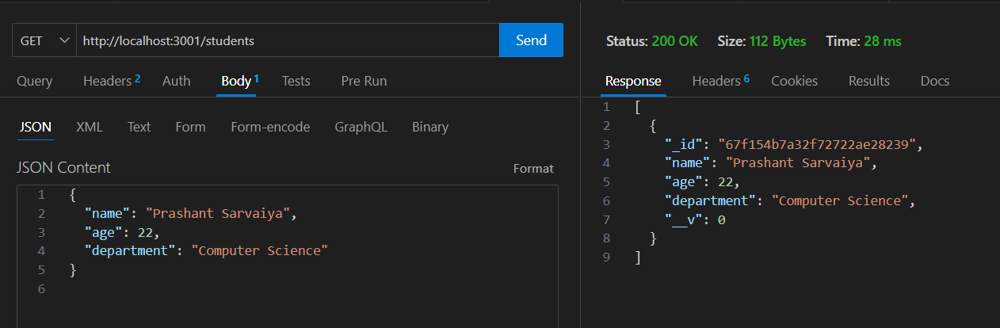 GET http://localhost:3001/students Send
Query Headers 2 Auth Body 1 Tests Pre Run
JSON XML Text Form Form-encode GraphQL Binary
JSON Content Format
1 {
2 "name": "Prashant Sarvaiya",
3 "age": 22,
4 "department": "Computer Science"
5 }
6
Status: 200 OK Size: 112 Bytes Time: 28 ms
Response Headers 6 Cookies Results Docs
1 [
2 {
3 "_id": "67f154b7a32f72722ae28239",
4 "name": "Prashant Sarvaiya",
5 "age": 22,
6 "department": "Computer Science",
7 "__v": 0
8 }
9 ]